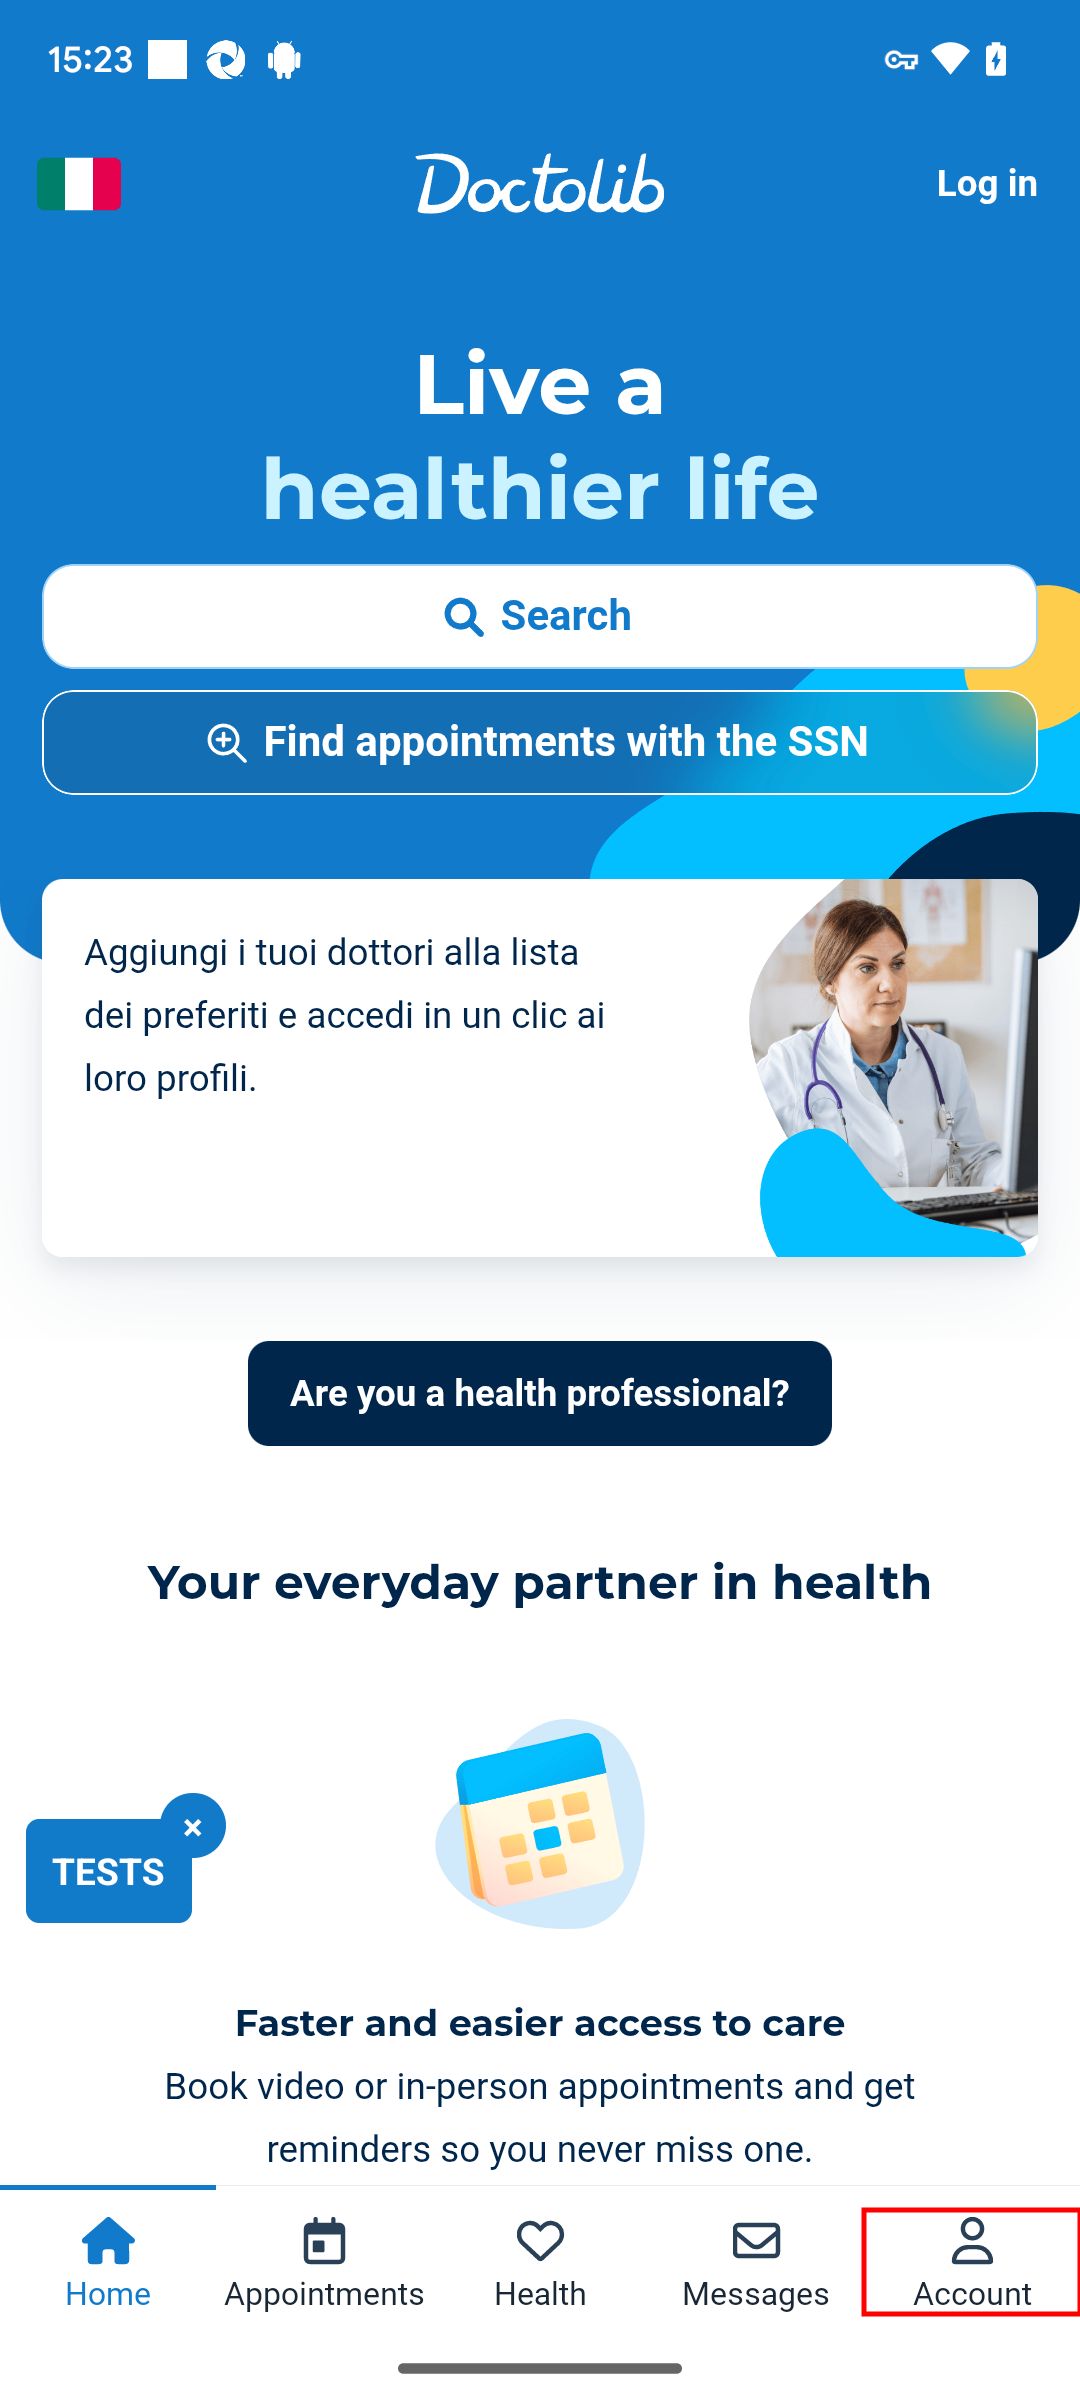 15:23
Doctolib
Log in
Live a
healthier life
Search
Find appointments with the SSN
Aggiungi i tuoi dottori alla lista
dei preferiti e accedi in un clic ai
loro profili.
Are you a health professional?
Your everyday partner in health
×
TESTS
Faster and easier access to care
Book video or in-person appointments and get
reminders so you never miss one.
Home
Appointments
Health
Messages
Account